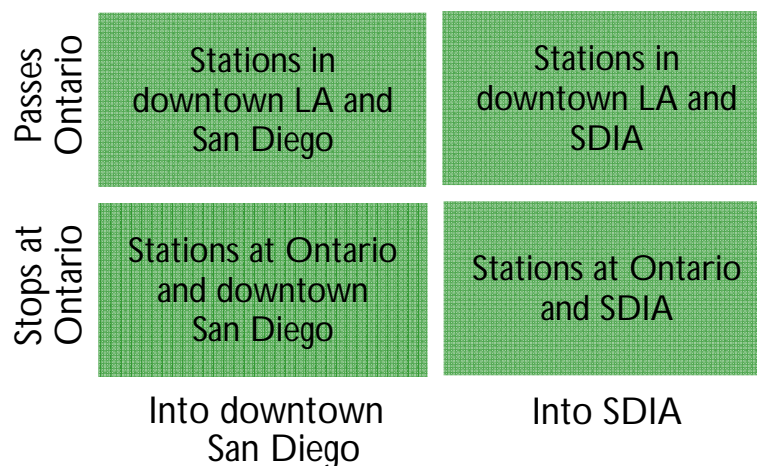 Passes
Ontario
Stations in
downtown LA and
San Diego
Stations in
downtown LA and
SDIA
Stops at
Ontario
Stations at Ontario
and downtown
San Diego
Stations at Ontario
and SDIA
Into downtown
San Diego
Into SDIA